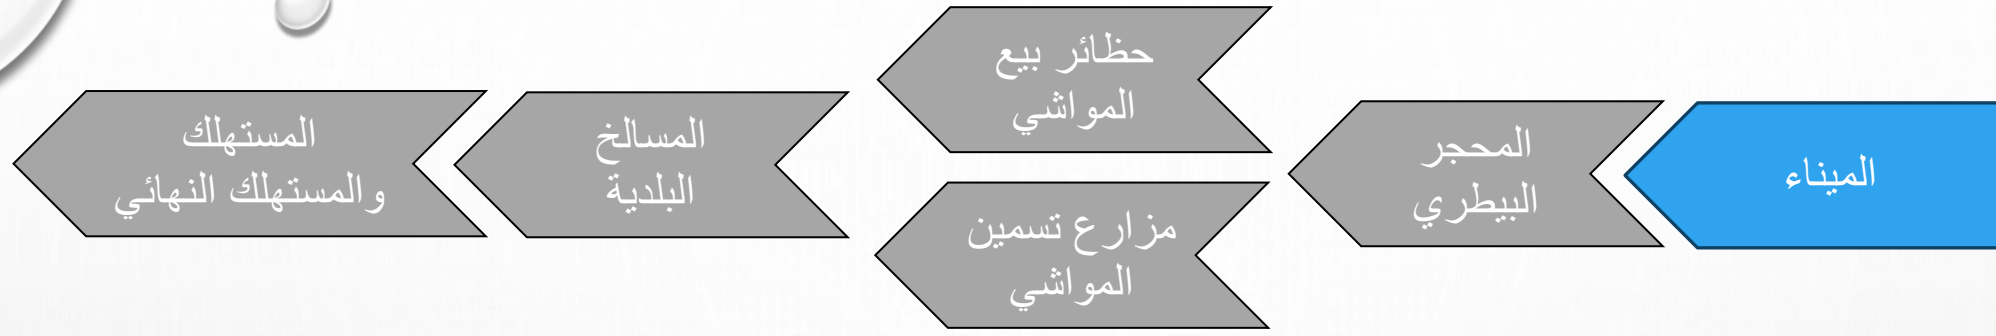 الميناء
المحجر
البيطري
حظائر بيع
المواشي
مزارع تسمين
المواشي
المسالخ
البلدية
المستهلك
والمستهلك النهائي